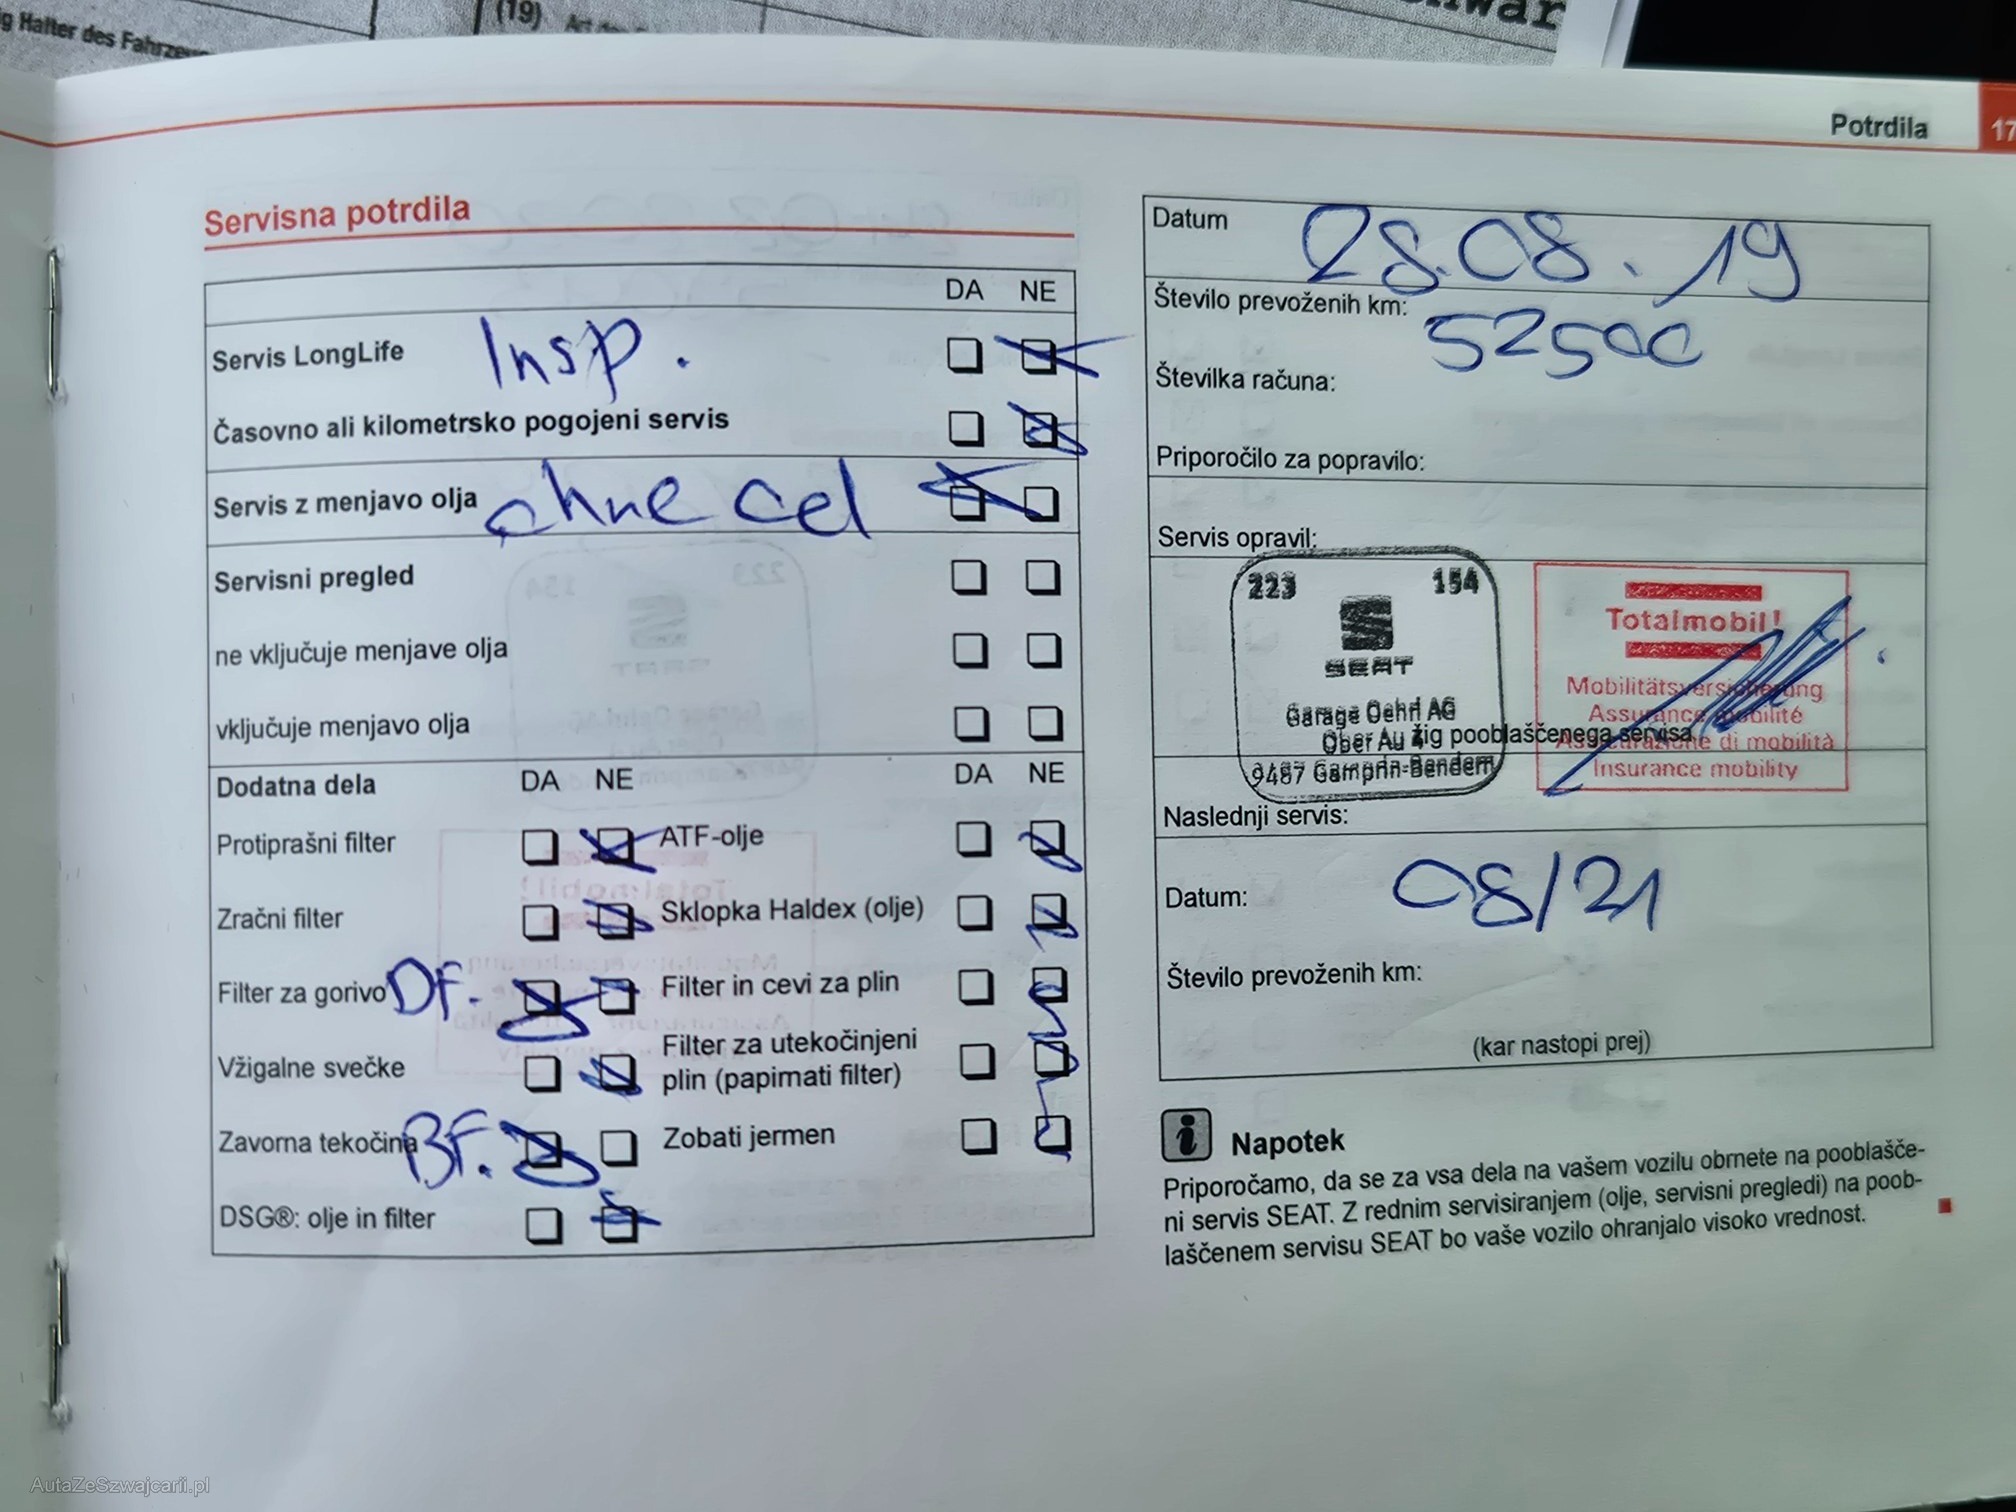 g Halter des Fahrzeu
(19)
Potrdila
17
Servisna potrdila
DA NE
Servis LongLife Insp.
Časovno ali kilometrsko pogojeni servis
Servis z menjavo olja ohne Oel
Servisni pregled
ne vključuje menjave olja
vključuje menjavo olja
Dodatna dela DA NE DA NE
Protiprašni filter ATF-olje
Zračni filter Sklopka Haldex (olje)
Filter za gorivo DF. Filter in cevi za plin
Vžigalne svečke Filter za utekočinjeni
plin (papirnati filter)
Zavorna tekočina BF. Zobati jermen
DSG®: olje in filter
Datum 28.08.19
Število prevoženih km: 52500
Številka računa:
Priporočilo za popravilo:
Servis opravil:
223 154
SEAT
Garage Oehri AG
Ober Au 4
9487 Gamprin-Bendern
žig pooblaščenega servisa
Totalmobil!
Mobilitätsversicherung
Assurance mobilité
Assicurazione di mobilità
Insurance mobility
Naslednji servis:
Datum: 08/21
Število prevoženih km:
(kar nastopi prej)
Napotek
Priporočamo, da se za vsa dela na vašem vozilu obrnete na pooblašče-
ni servis SEAT. Z rednim servisiranjem (olje, servisni pregledi) na poob-
laščenem servisu SEAT bo vaše vozilo ohranjalo visoko vrednost.
AutaZeSzwajcarii.pl